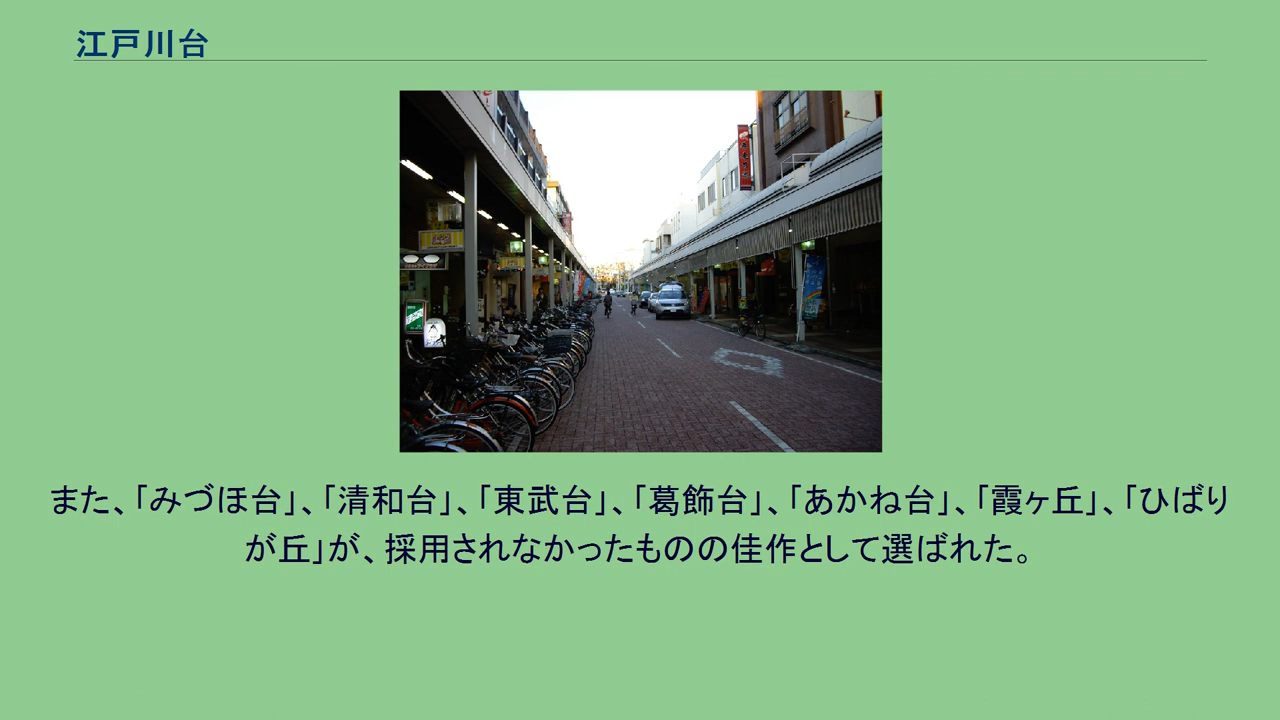 江戸川台
また、「みづほ台」、「清和台」、「東武台」、「葛飾台」、「あかね台」、「霞ヶ丘」、「ひばり
が丘」が、採用されなかったものの佳作として選ばれた。